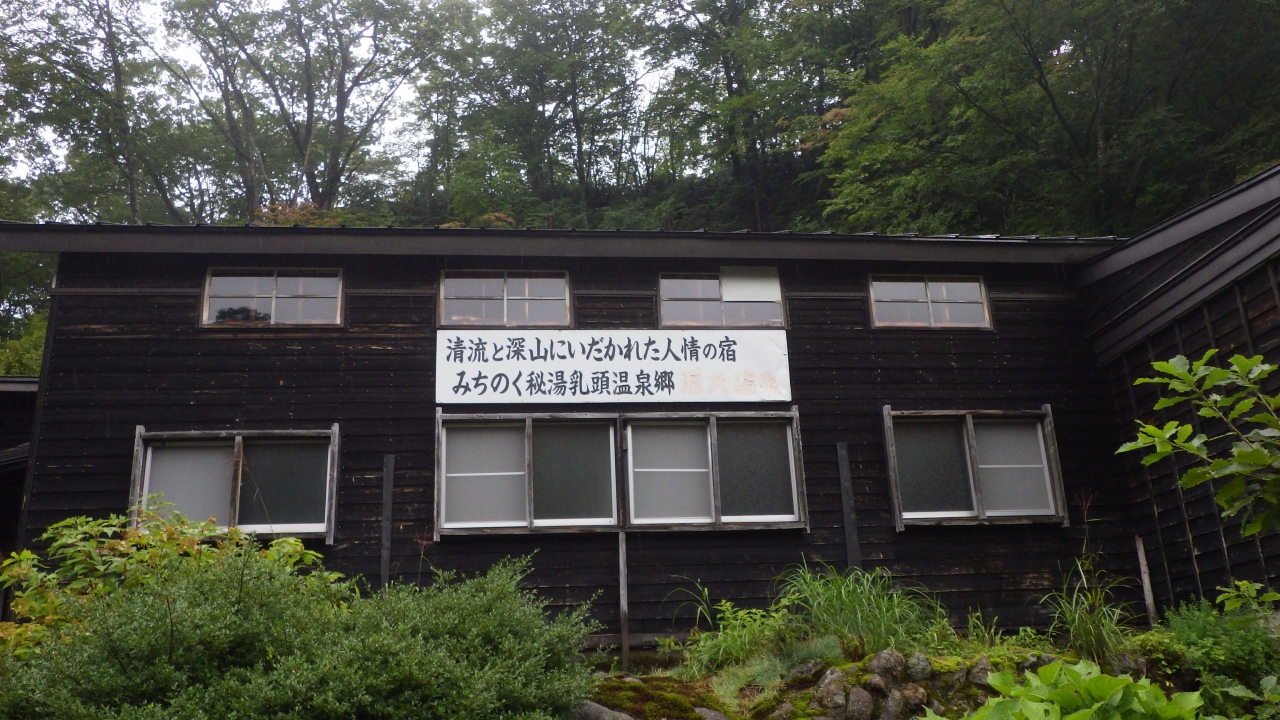 清流と深山にいだかれた人情の宿
みちのく秘湯乳頭温泉郷